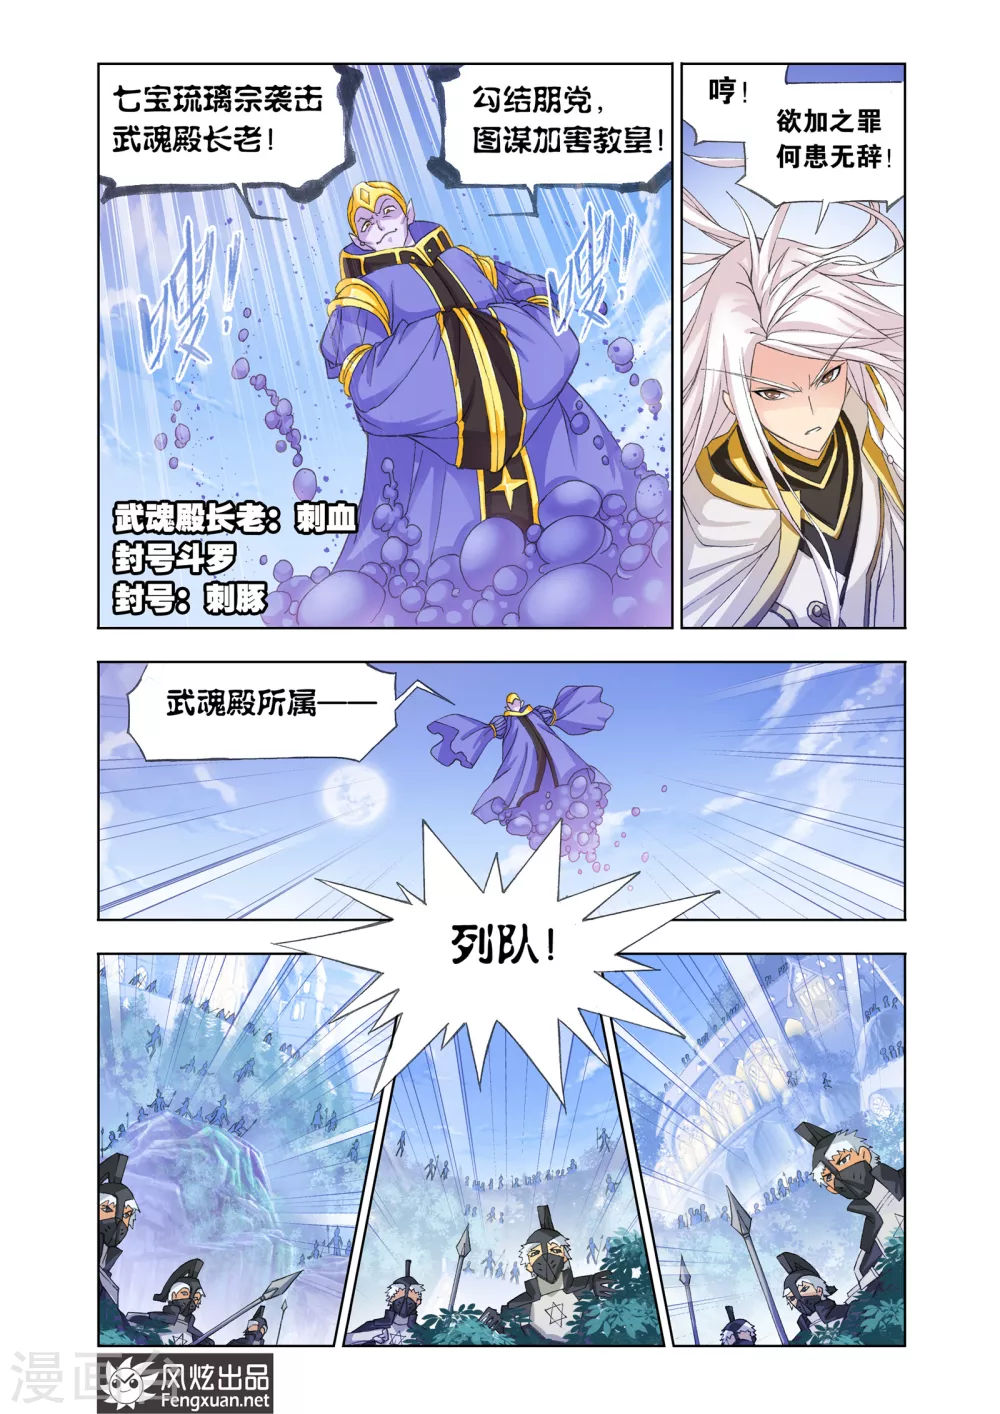 七宝琉璃宗袭击
武魂殿长老！
勾结朋党，
图谋加害教皇！
嗖！
嗖！
武魂殿长老：刺血
封号斗罗
封号：刺豚
哼！
欲加之罪
何患无辞！
武魂殿所属——
列队！
漫画台
风炫出品
Fengxuan.net